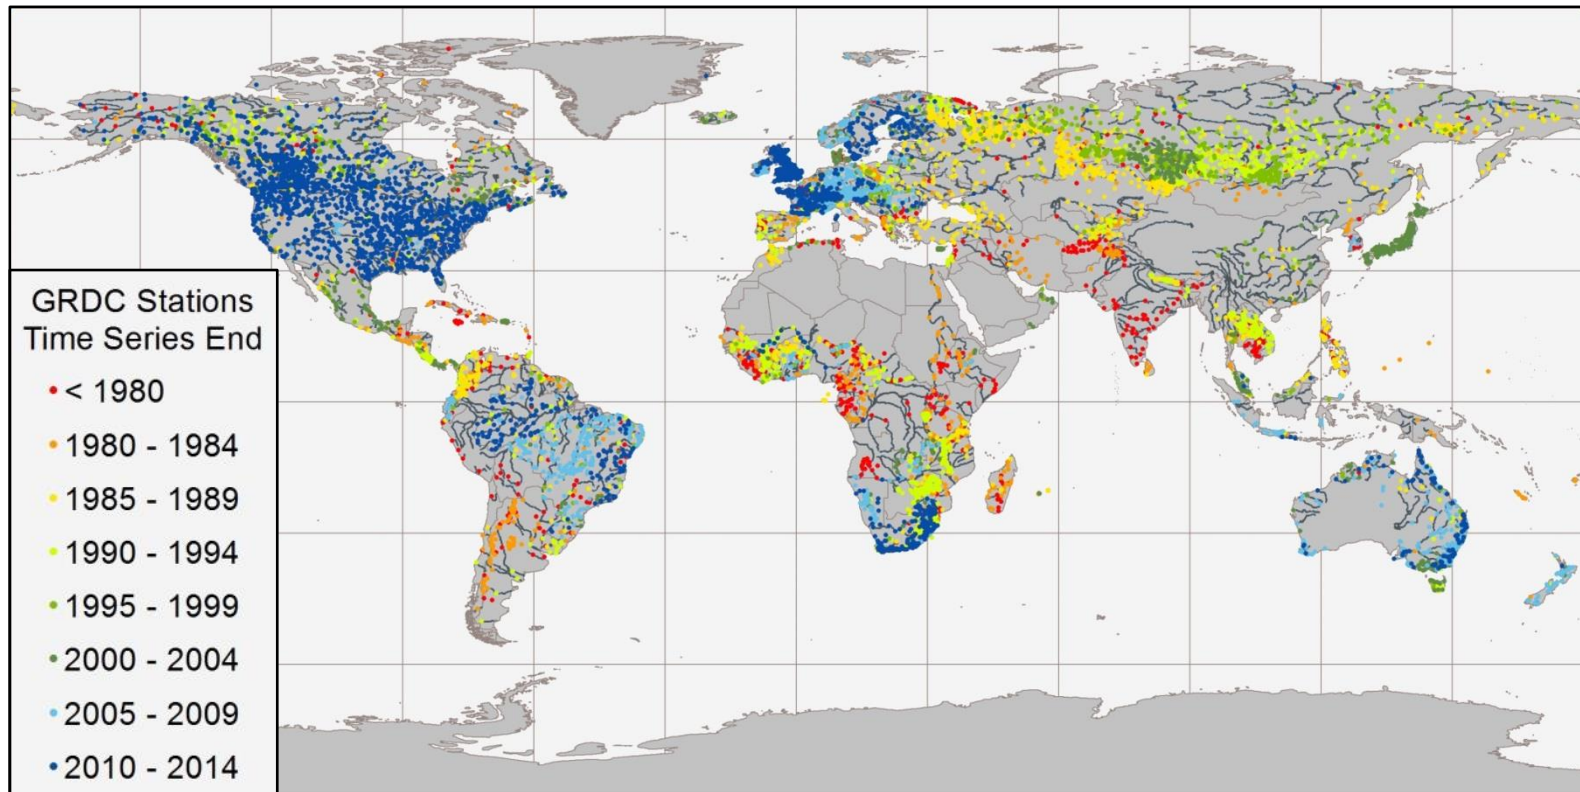 GRDC Stations
Time Series End
< 1980
1980 - 1984
1985 - 1989
1990 - 1994
1995 - 1999
2000 - 2004
2005 - 2009
2010 - 2014